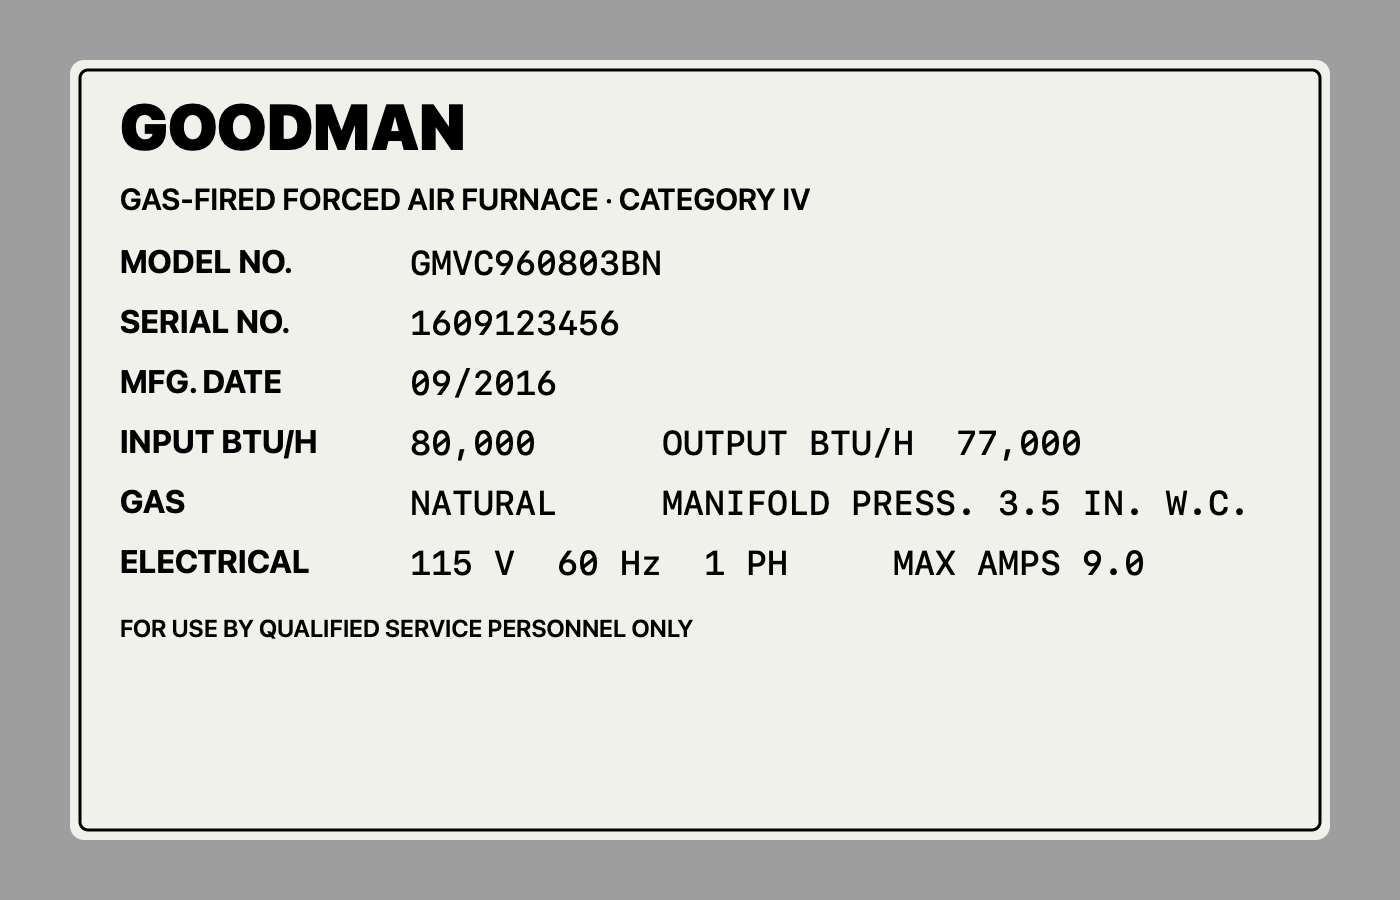 GOODMAN
GAS-FIRED FORCED AIR FURNACE · CATEGORY IV
MODEL NO. GMVC960803BN
SERIAL NO. 1609123456
MFG. DATE 09/2016
INPUT BTU/H 80,000 OUTPUT BTU/H 77,000
GAS NATURAL MANIFOLD PRESS. 3.5 IN. W.C.
ELECTRICAL 115 V 60 Hz 1 PH MAX AMPS 9.0
FOR USE BY QUALIFIED SERVICE PERSONNEL ONLY